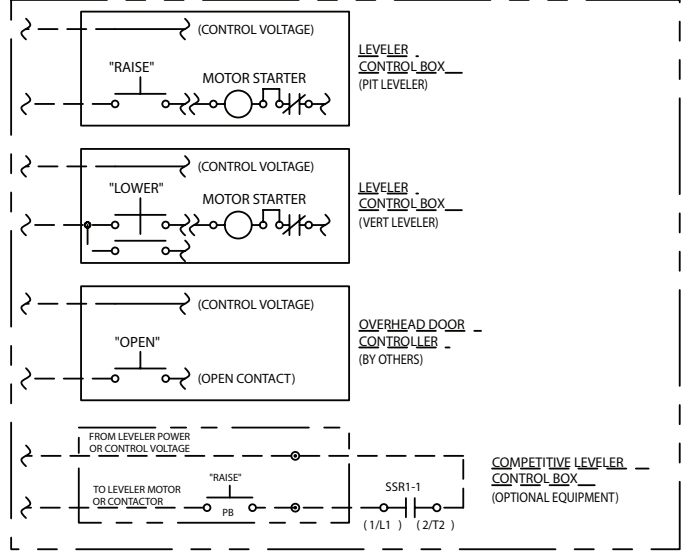 (CONTROL VOLTAGE)
"RAISE"
MOTOR STARTER
LEVELER
CONTROL BOX
(PIT LEVELER)
(CONTROL VOLTAGE)
"LOWER"
MOTOR STARTER
LEVELER
CONTROL BOX
(VERT LEVELER)
(CONTROL VOLTAGE)
"OPEN"
(OPEN CONTACT)
OVERHEAD DOOR
CONTROLLER
(BY OTHERS)
FROM LEVELER POWER
OR CONTROL VOLTAGE
TO LEVELER MOTOR
OR CONTACTOR
"RAISE"
PB
SSR1-1
(1/L1 ) (2/T2 )
COMPETITIVE LEVELER
CONTROL BOX
(OPTIONAL EQUIPMENT)